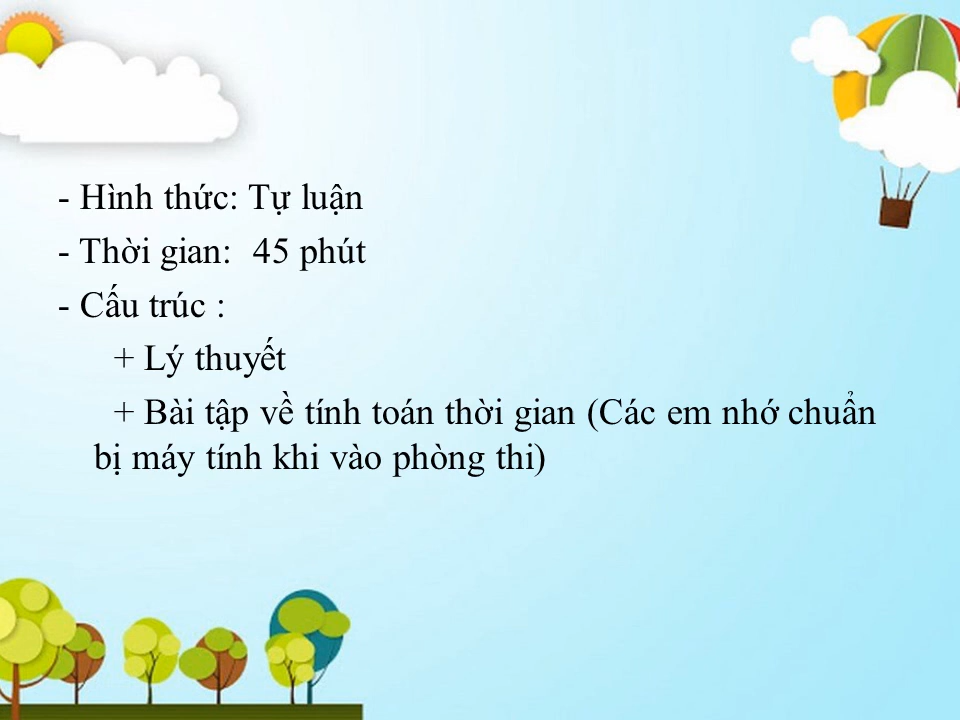 - Hình thức: Tự luận
- Thời gian:  45 phút
- Cấu trúc :
+ Lý thuyết
+ Bài tập về tính toán thời gian (Các em nhớ chuẩn
bị máy tính khi vào phòng thi)